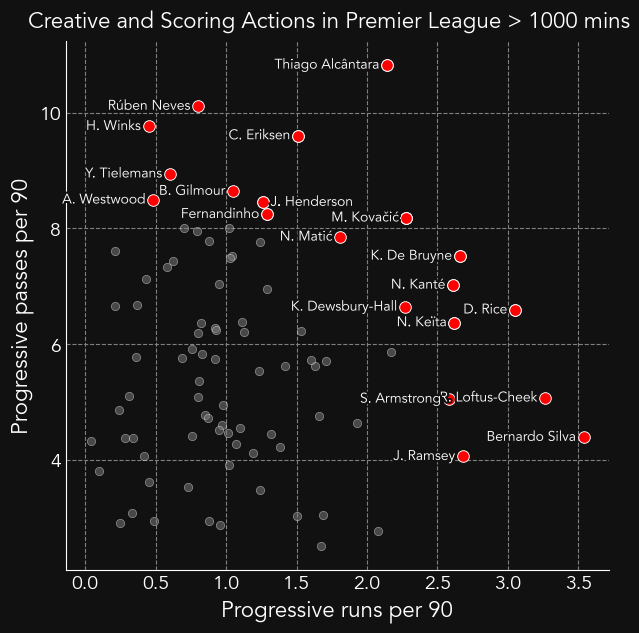 Creative and Scoring Actions in Premier League > 1000 mins
Thiago Alcântara
Rúben Neves
H. Winks
C. Eriksen
Y. Tielemans
B. Gilmour
A. Westwood
J. Henderson
Fernandinho
M. Kovačić
N. Matić
K. De Bruyne
N. Kanté
K. Dewsbury-Hall
D. Rice
N. Keïta
S. Armstrong
R. Loftus-Cheek
Bernardo Silva
J. Ramsey
10
8
6
4
Progressive passes per 90
0.0 0.5 1.0 1.5 2.0 2.5 3.0 3.5
Progressive runs per 90